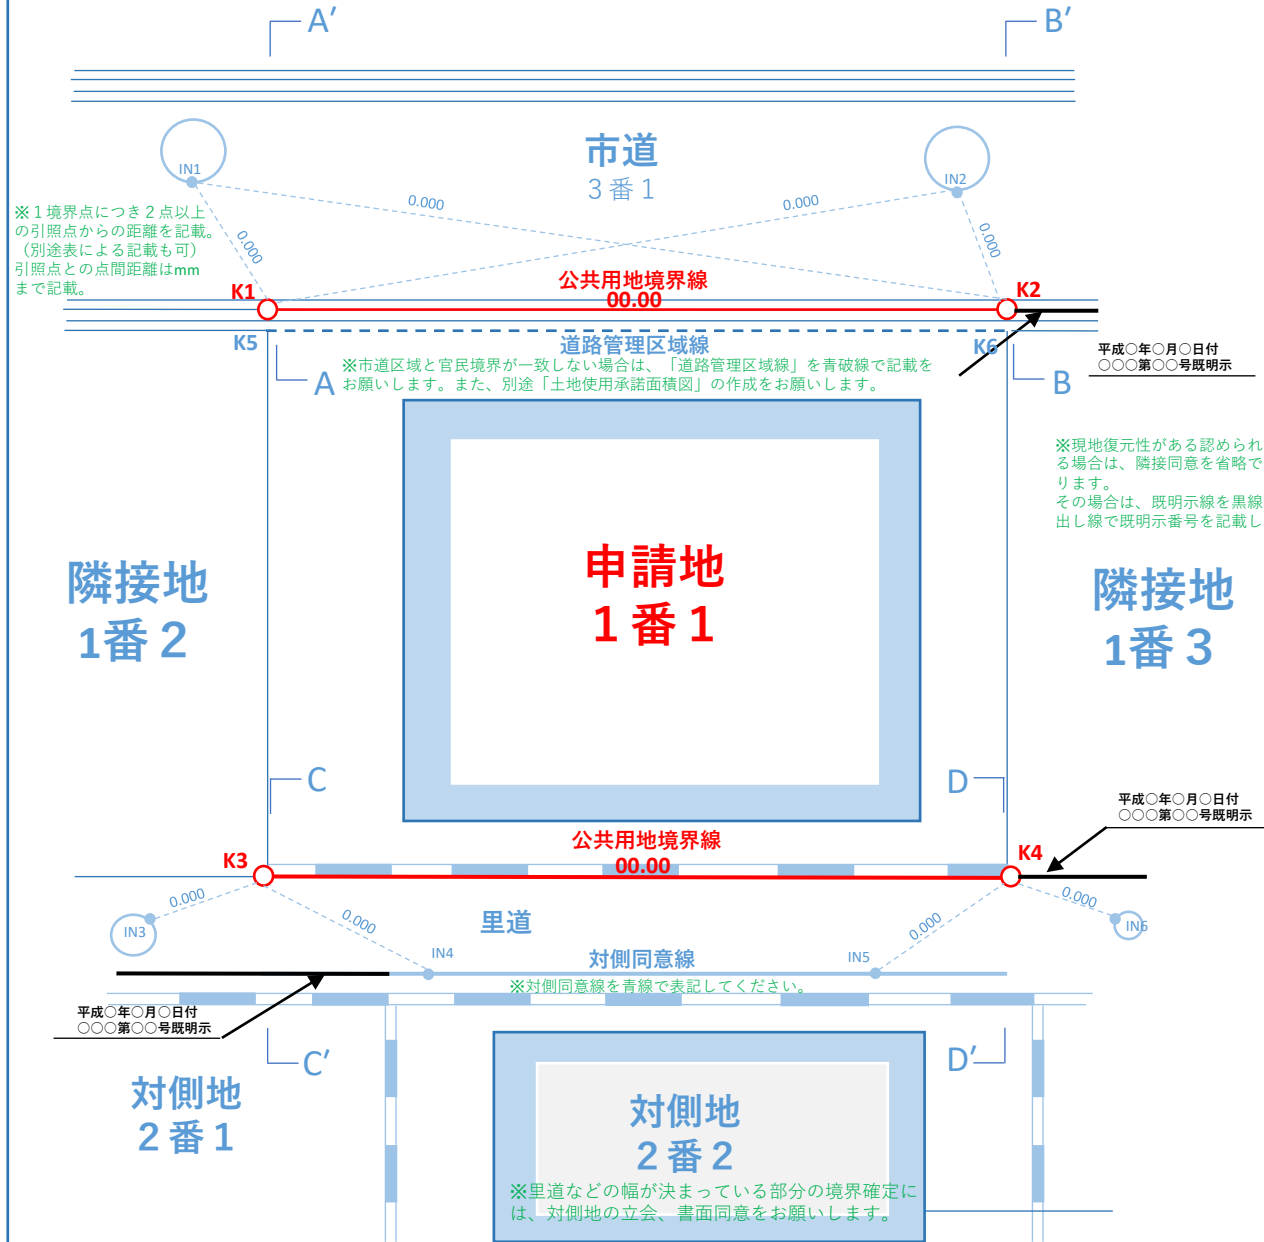 A′
B′
市道
3番1
IN1
IN2
0.000
0.000
0.000
0.000
※１境界点につき２点以上
の引照点からの距離を記載。
（別途表による記載も可）
引照点との点間距離はmm
まで記載。
公共用地境界線
00.00
K1
K2
K5
道路管理区域線
K6
※市道区域と官民境界が一致しない場合は、「道路管理区域線」を青破線で記載を
お願いします。また、別途「土地使用承諾面積図」の作成をお願いします。
A
B
平成○年○月○日付
○○○第○○号既明示
※現地復元性がある認められ
る場合は、隣接同意を省略で
ります。
その場合は、既明示線を黒線
出し線で既明示番号を記載し
隣接地
1番２
申請地
１番１
隣接地
1番３
C
D
平成○年○月○日付
○○○第○○号既明示
公共用地境界線
00.00
K3
K4
0.000
0.000
0.000
0.000
IN3
IN4
IN5
IN6
里道
対側同意線
※対側同意線を青線で表記してください。
平成○年○月○日付
○○○第○○号既明示
C′
D′
対側地
２番１
対側地
２番２
※里道などの幅が決まっている部分の境界確定に
は、対側地の立会、書面同意をお願いします。